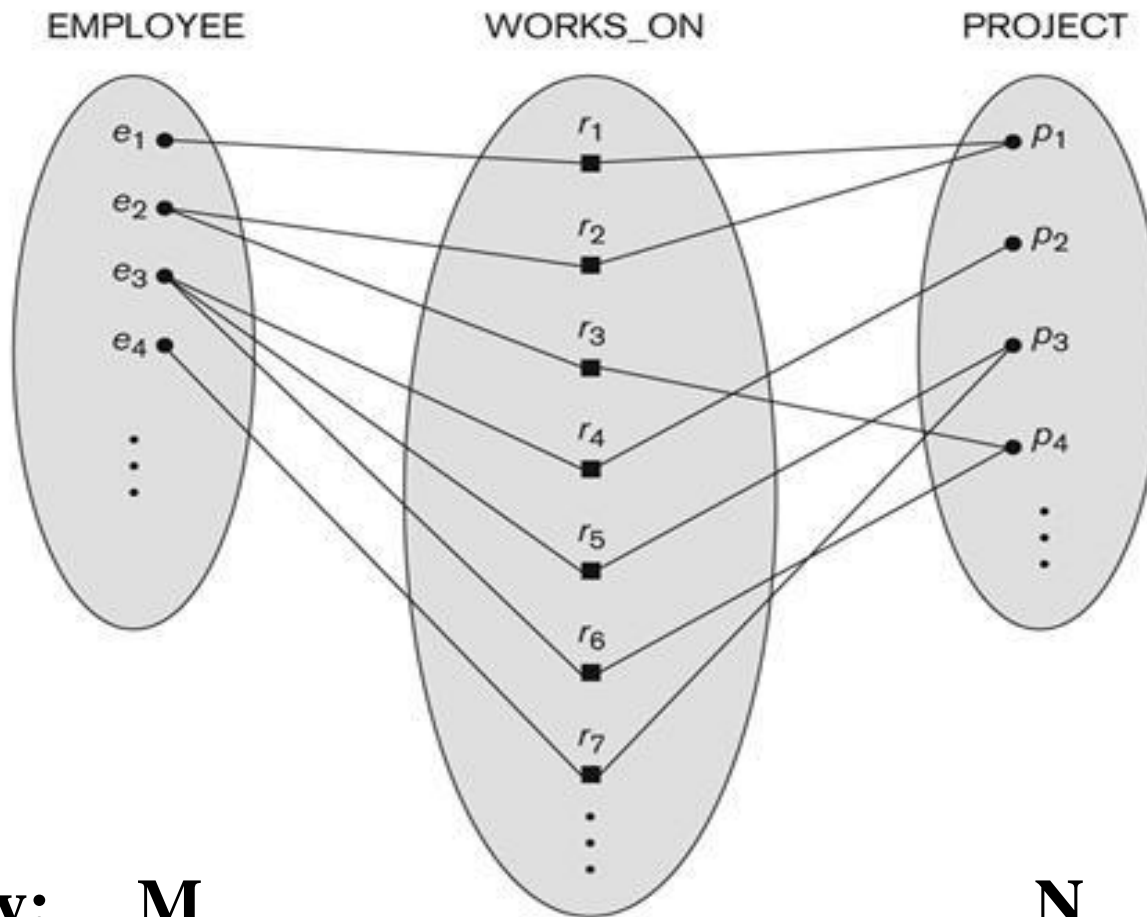 EMPLOYEE WORKS_ON PROJECT
e1 r1 p1
e2 r2 p2
e3 r3 p3
e4 r4 p4
r5
r6
r7
y: M N